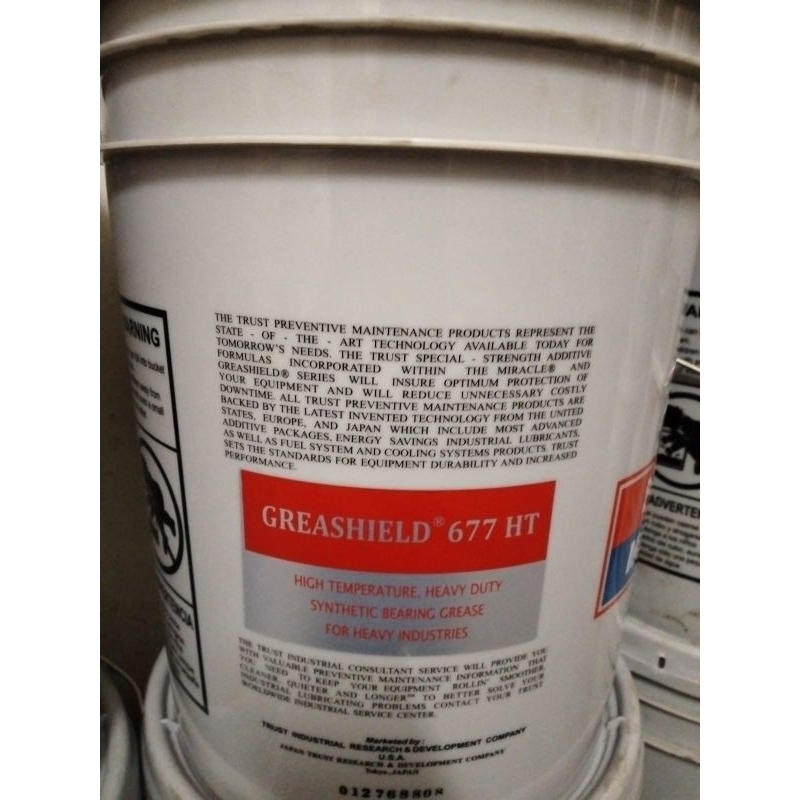 THE TRUST PREVENTIVE MAINTENANCE PRODUCTS REPRESENT THE
STATE - OF - THE - ART TECHNOLOGY AVAILABLE TODAY FOR
TOMORROW'S NEEDS. THE TRUST SPECIAL - STRENGTH ADDITIVE
FORMULAS INCORPORATED WITHIN THE MIRACLE® AND
GREASHIELD® SERIES WILL INSURE OPTIMUM PROTECTION OF
YOUR EQUIPMENT AND WILL REDUCE UNNECESSARY COSTLY
DOWNTIME. ALL TRUST PREVENTIVE MAINTENANCE PRODUCTS ARE
BACKED BY THE LATEST INVENTED TECHNOLOGY FROM THE UNITED
STATES, EUROPE, AND JAPAN WHICH INCLUDE MOST ADVANCED
ADDITIVE PACKAGES, ENERGY SAVINGS INDUSTRIAL LUBRICANTS,
AS WELL AS FUEL SYSTEM AND COOLING SYSTEMS PRODUCTS. TRUST
SETS THE STANDARDS FOR EQUIPMENT DURABILITY AND INCREASED
PERFORMANCE.
GREASHIELD® 677 HT
HIGH TEMPERATURE, HEAVY DUTY
SYNTHETIC BEARING GREASE
FOR HEAVY INDUSTRIES
THE TRUST INDUSTRIAL CONSULTANT SERVICE WILL PROVIDE YOU
WITH VALUABLE PREVENTIVE MAINTENANCE INFORMATION THAT
YOU NEED TO KEEP YOUR EQUIPMENT ROLLIN' SMOOTHER,
CLEANER, QUIETER AND LONGER™ TO BETTER SOLVE YOUR
INDUSTRIAL LUBRICATING PROBLEMS CONTACT YOUR TRUST
WORLDWIDE INDUSTRIAL SERVICE CENTER.
Marketed by :
TRUST INDUSTRIAL RESEARCH & DEVELOPMENT COMPANY
U.S.A.
JAPAN TRUST RESEARCH & DEVELOPMENT COMPANY
Tokyo, JAPAN
012768808